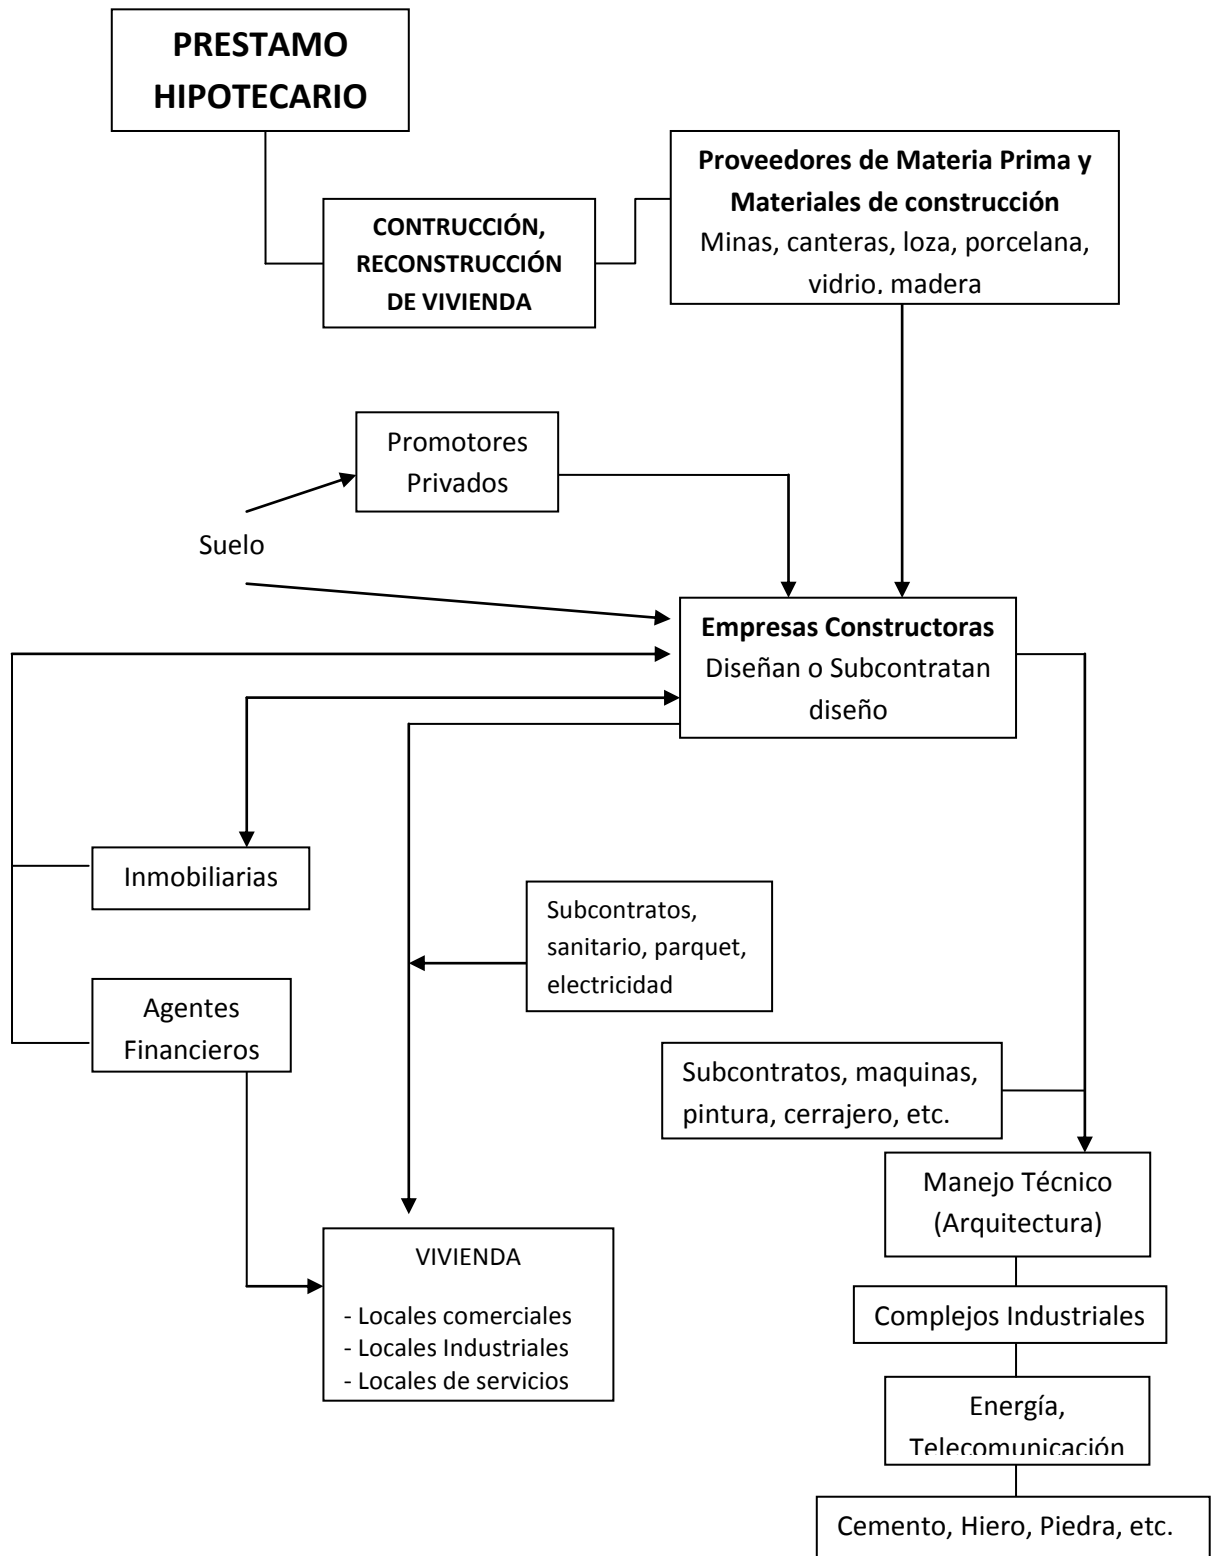 PRESTAMO
HIPOTECARIO
Proveedores de Materia Prima y
Materiales de construcción
Minas, canteras, loza, porcelana,
vidrio, madera
CONTRUCCIÓN,
RECONSTRUCCIÓN
DE VIVIENDA
Promotores
Privados
Suelo
Empresas Constructoras
Diseñan o Subcontratan
diseño
Inmobiliarias
Subcontratos,
sanitario, parquet,
electricidad
Agentes
Financieros
Subcontratos, maquinas,
pintura, cerrajero, etc.
Manejo Técnico
(Arquitectura)
VIVIENDA
- Locales comerciales
- Locales Industriales
- Locales de servicios
Complejos Industriales
Energía,
Telecomunicación
Cemento, Hiero, Piedra, etc.